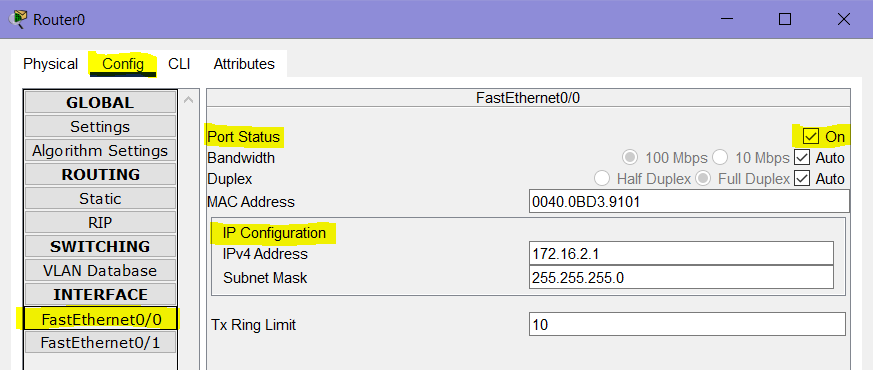 Router0
Physical Config CLI Attributes
GLOBAL
Settings
Algorithm Settings
ROUTING
Static
RIP
SWITCHING
VLAN Database
INTERFACE
FastEthernet0/0
FastEthernet0/1
FastEthernet0/0
Port Status On
Bandwidth 100 Mbps 10 Mbps Auto
Duplex Half Duplex Full Duplex Auto
MAC Address 0040.0BD3.9101
IP Configuration
IPv4 Address 172.16.2.1
Subnet Mask 255.255.255.0
Tx Ring Limit 10